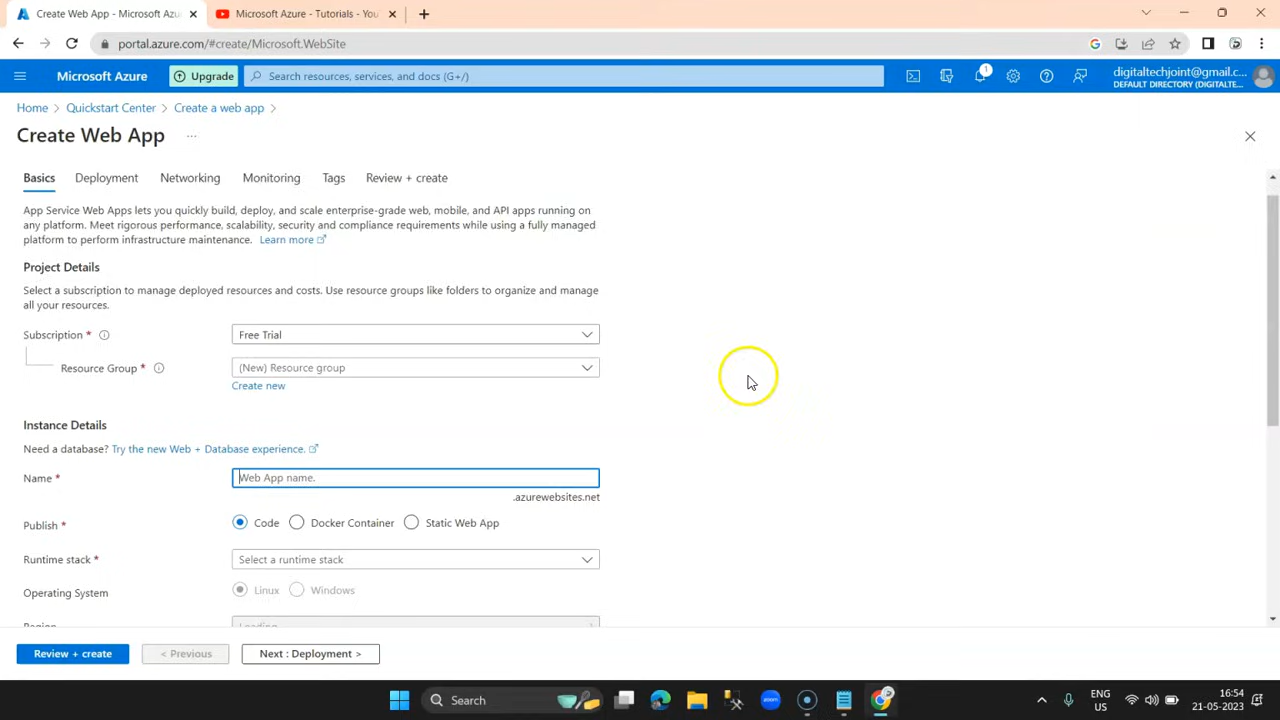 Create Web App - Microsoft Azu
Microsoft Azure - Tutorials - You
portal.azure.com/#create/Microsoft.WebSite
Microsoft Azure
Upgrade
Search resources, services, and docs (G+/)
1
digitaltechjoint@gmail.c...
DEFAULT DIRECTORY (DIGITALTE...
Home > Quickstart Center > Create a web app >
Create Web App ...
Basics
Deployment
Networking
Monitoring
Tags
Review + create
App Service Web Apps lets you quickly build, deploy, and scale enterprise-grade web, mobile, and API apps running on
any platform. Meet rigorous performance, scalability, security and compliance requirements while using a fully managed
platform to perform infrastructure maintenance. Learn more
Project Details
Select a subscription to manage deployed resources and costs. Use resource groups like folders to organize and manage
all your resources.
Subscription *
Free Trial
Resource Group *
(New) Resource group
Create new
Instance Details
Need a database? Try the new Web + Database experience.
Name *
Web App name.
.azurewebsites.net
Publish *
Code
Docker Container
Static Web App
Runtime stack *
Select a runtime stack
Operating System
Linux
Windows
Region
Loading
Review + create
< Previous
Next : Deployment >
Search
ENG
US
16:54
21-05-2023